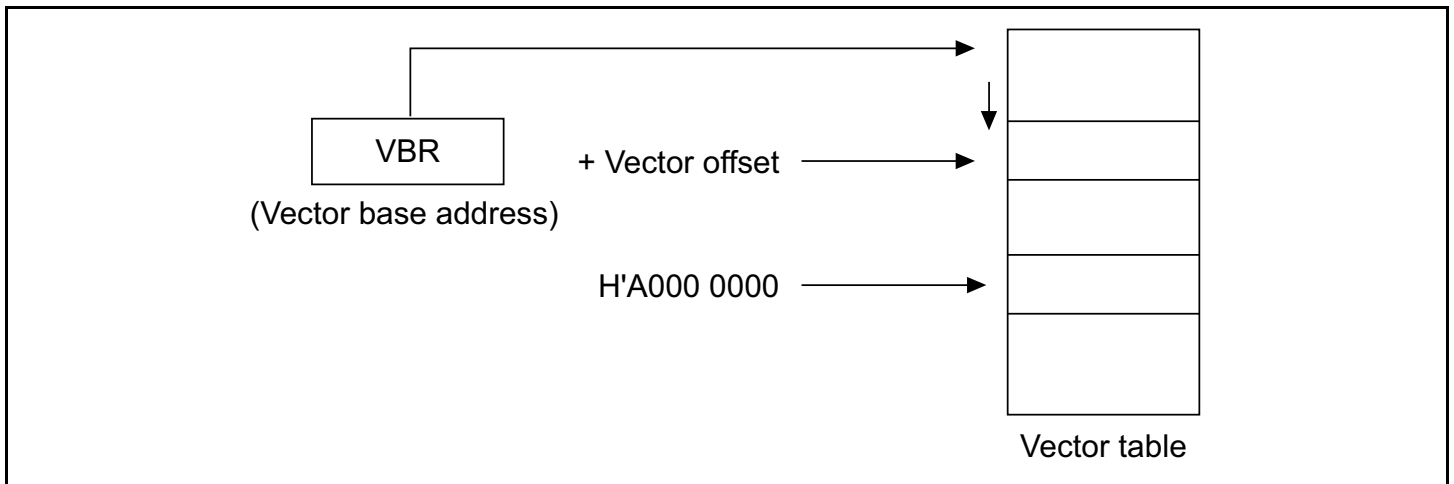 VBR
(Vector base address)
+ Vector offset
H'A000 0000
Vector table